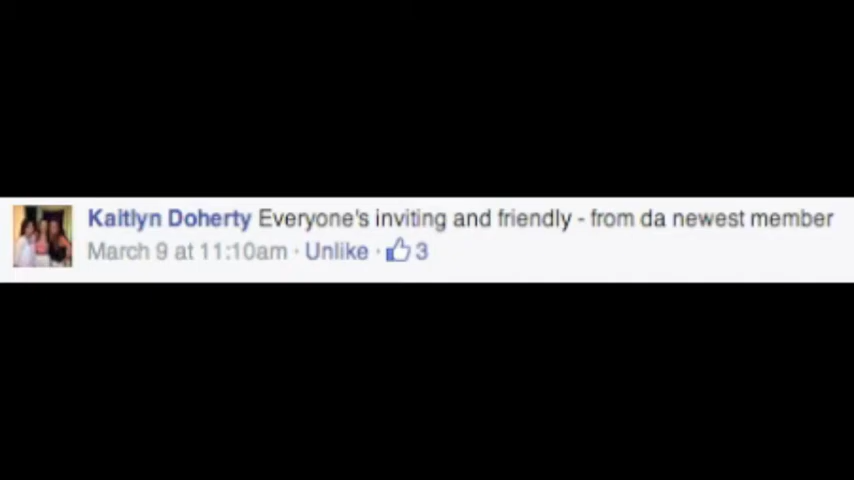 Kaitlyn Doherty Everyone's inviting and friendly - from da newest member
March 9 at 11:10am · Unlike · 3